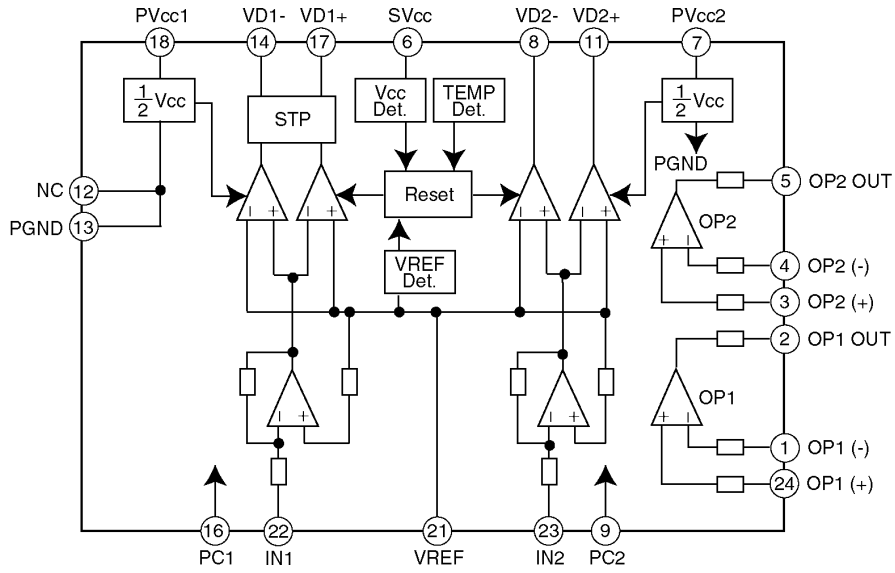 PVcc1 VD1- VD1+ SVcc VD2- VD2+ PVcc2
18 14 17 6 8 11 7
1/2 Vcc
STP
Vcc Det.
TEMP Det.
1/2 Vcc
PGND
NC 12
PGND 13
Reset
VREF Det.
- + - + - + - +
5 OP2 OUT
OP2
+ -
4 OP2 (-)
3 OP2 (+)
2 OP1 OUT
OP1
+ -
- + - +
1 OP1 (-)
24 OP1 (+)
16 22 21 23 9
PC1 IN1 VREF IN2 PC2